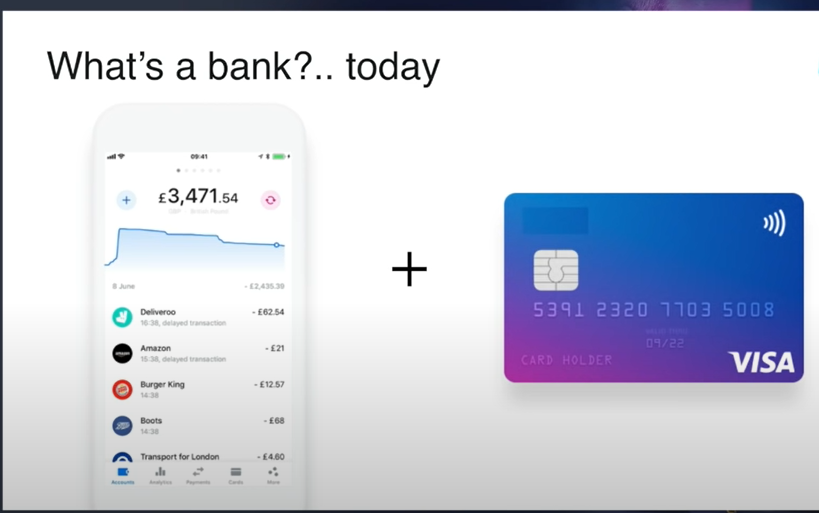 What's a bank?.. today
09:41
£3,471.54
GBP British Pound
8 June - £2,435.39
Deliveroo - £62.54
16:38, delayed transaction
Amazon - £21
15:38, delayed transaction
Burger King - £12.57
14:38
Boots - £68
14:38
Transport for London - £4.60
Accounts Analytics Payments Cards More
+
5391 2320 7703 5008
VALID THRU
09/22
CARD HOLDER
VISA